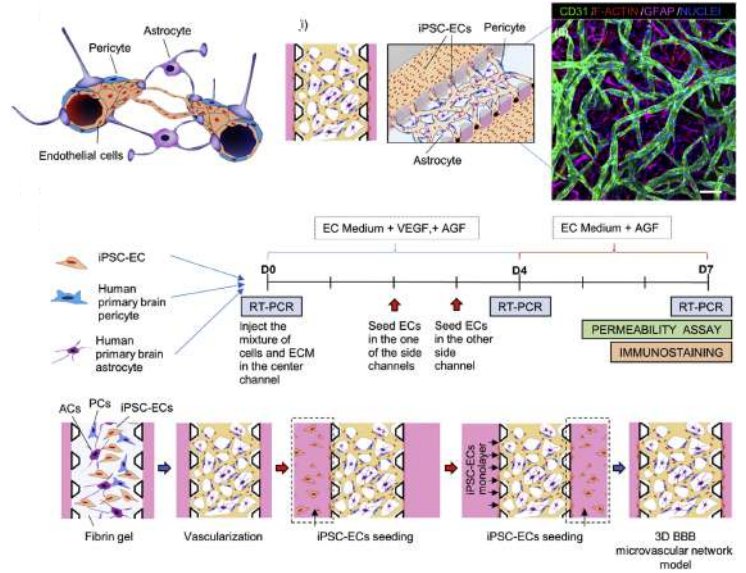 Pericyte
Astrocyte
Endothelial cells
iPSC-ECs
Pericyte
Astrocyte
CD31/F-ACTIN/GFAP/NUCLEI
EC Medium + VEGF,+ AGF
EC Medium + AGF
iPSC-EC
Human
primary brain
pericyte
Human
primary brain
astrocyte
D0
D4
D7
RT-PCR
RT-PCR
RT-PCR
Inject the
mixture of
cells and ECM
in the center
channel
Seed ECs
in the one
of the side
channels
Seed ECs
in the other
side
channel
PERMEABILITY ASSAY
IMMUNOSTAINING
ACs
PCs
iPSC-ECs
iPSC-ECs
monolayer
Fibrin gel
Vascularization
iPSC-ECs seeding
iPSC-ECs seeding
3D BBB
microvascular network
model